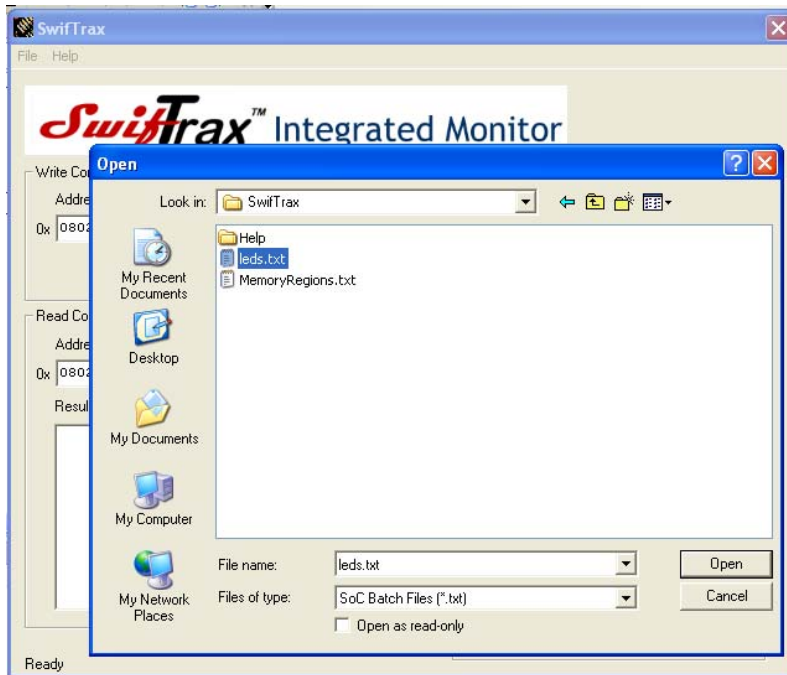 SwifTrax
File Help
SwifTrax™ Integrated Monitor
Write Co
Addre
0x 0802
Read Co
Addre
0x 0802
Resul
Open
Look in: SwifTrax
My Recent Documents
Desktop
My Documents
My Computer
My Network Places
Help
leds.txt
MemoryRegions.txt
File name: leds.txt Open
Files of type: SoC Batch Files (*.txt) Cancel
Open as read-only
Ready